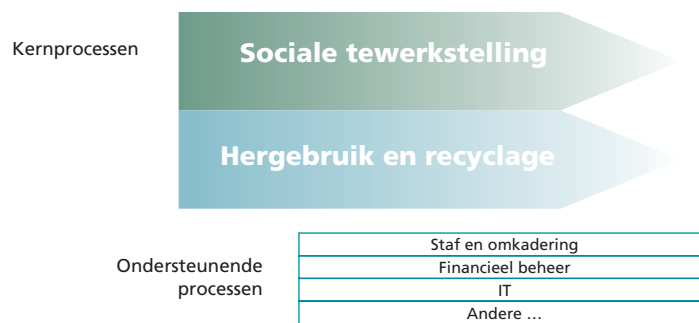 Kernprocessen
Sociale tewerkstelling
Hergebruik en recyclage
Ondersteunende
processen
Staf en omkadering
Financieel beheer
IT
Andere ...